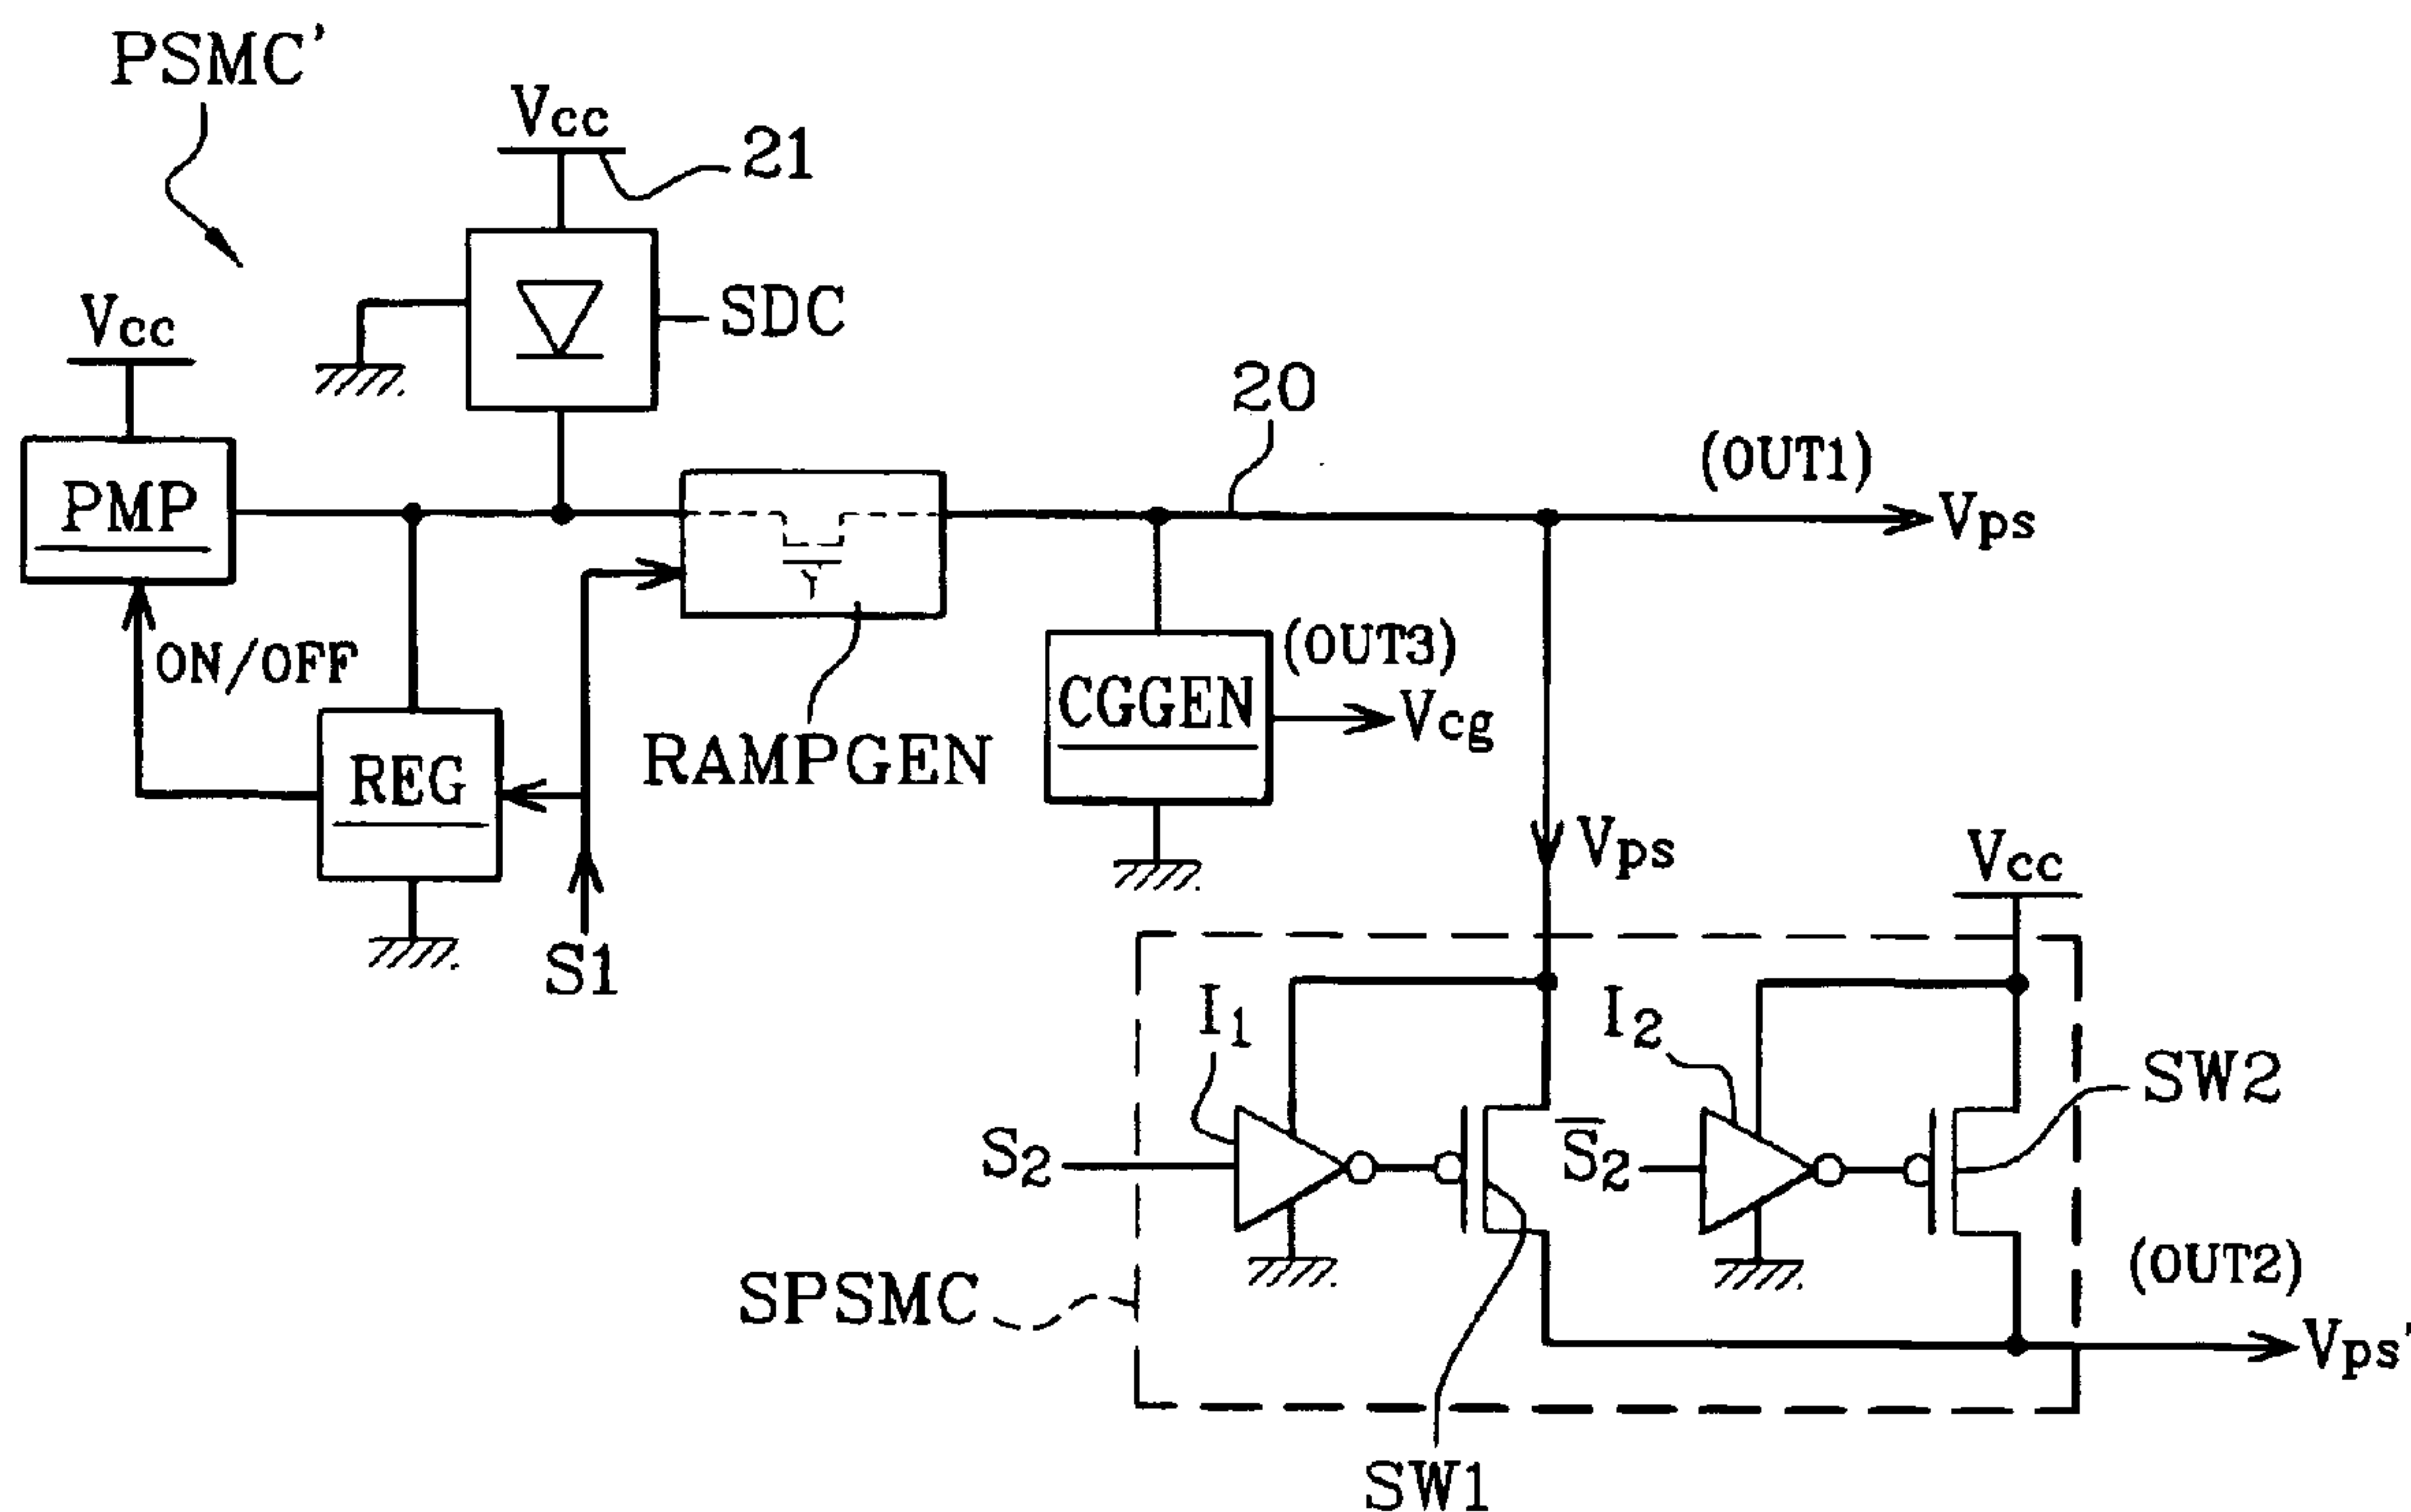 PSMC'
Vcc
21
SDC
Vcc
20
(OUT1)
PMP
Vps
ON/OFF
(OUT3)
CGGEN
Vcg
RAMPGEN
REG
Vps
Vcc
S1
I1
I2
SW2
S2
S̅2
(OUT2)
SPSMC
Vps'
SW1